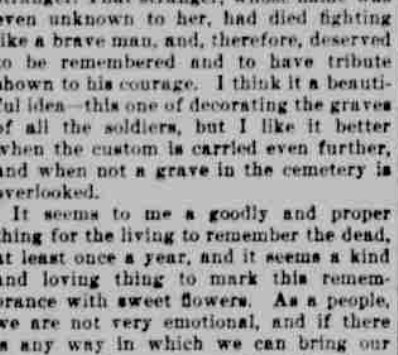 even unknown to her, had died fighting
like a brave man, and, therefore, deserved
to be remembered and to have tribute
shown to his courage. I think it a beauti-
ful idea—this one of decorating the graves
of all the soldiers, but I like it better
when the custom is carried even further,
and when not a grave in the cemetery is
overlooked.
It seems to me a goodly and proper
thing for the living to remember the dead,
at least once a year, and it seems a kind
and loving thing to mark this remem-
brance with sweet flowers. As a people,
we are not very emotional, and if there
is any way in which we can bring our